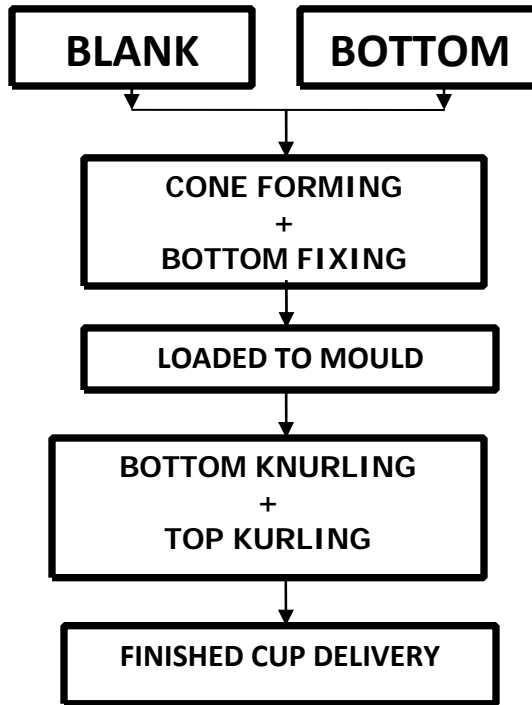 BLANK
BOTTOM
CONE FORMING
+
BOTTOM FIXING
LOADED TO MOULD
BOTTOM KNURLING
+
TOP KURLING
FINISHED CUP DELIVERY